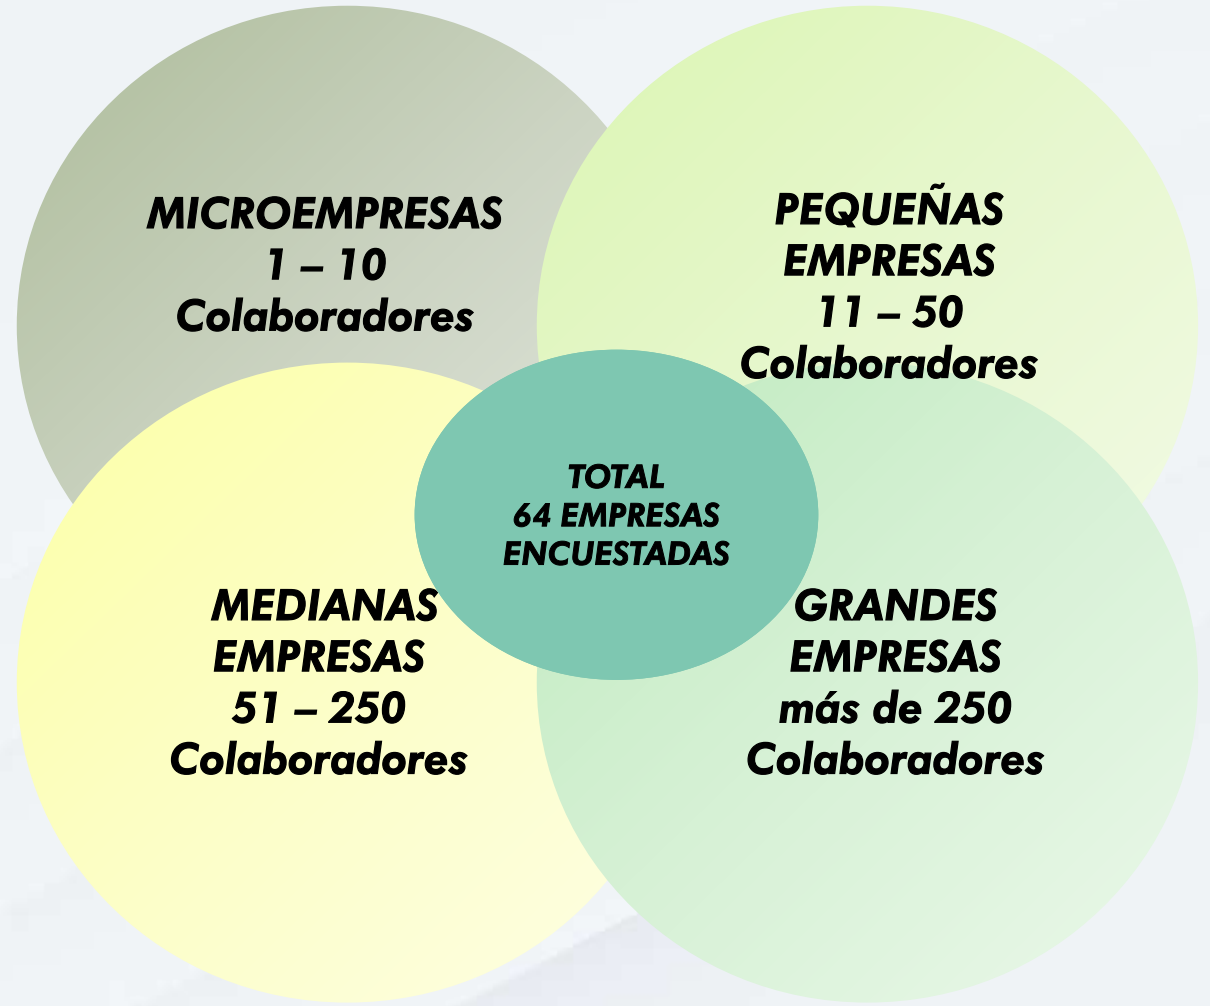 MICROEMPRESAS
1 – 10
Colaboradores
PEQUEÑAS
EMPRESAS
11 – 50
Colaboradores
TOTAL
64 EMPRESAS
ENCUESTADAS
MEDIANAS
EMPRESAS
51 – 250
Colaboradores
GRANDES
EMPRESAS
más de 250
Colaboradores